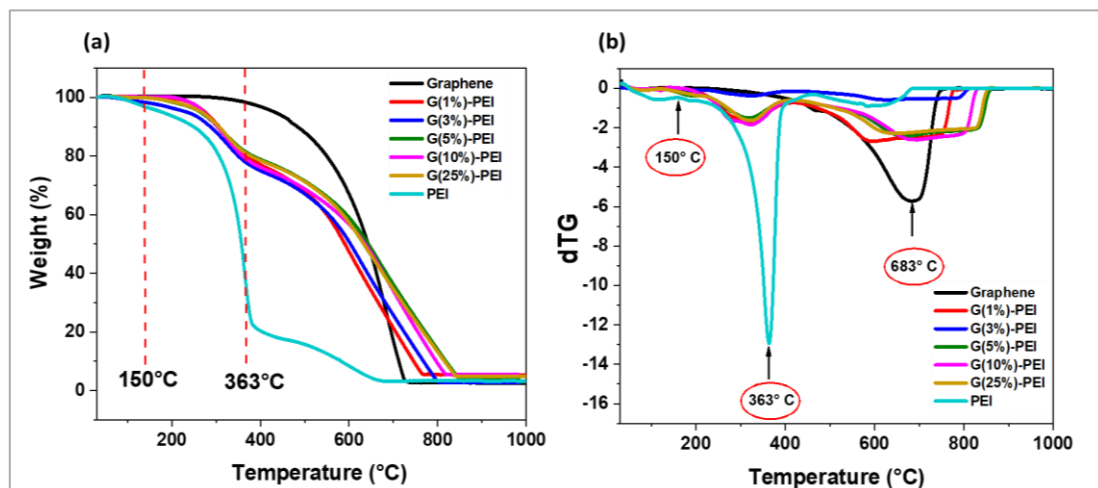 (a)
Weight (%)
100
80
60
40
20
0
Graphene
G(1%)-PEI
G(3%)-PEI
G(5%)-PEI
G(10%)-PEI
G(25%)-PEI
PEI
150°C
363°C
200
400
600
800
1000
Temperature (°C)
(b)
dTG
0
-2
-4
-6
-8
-10
-12
-14
-16
150° C
683° C
363° C
Graphene
G(1%)-PEI
G(3%)-PEI
G(5%)-PEI
G(10%)-PEI
G(25%)-PEI
PEI
200
400
600
800
1000
Temperature (°C)